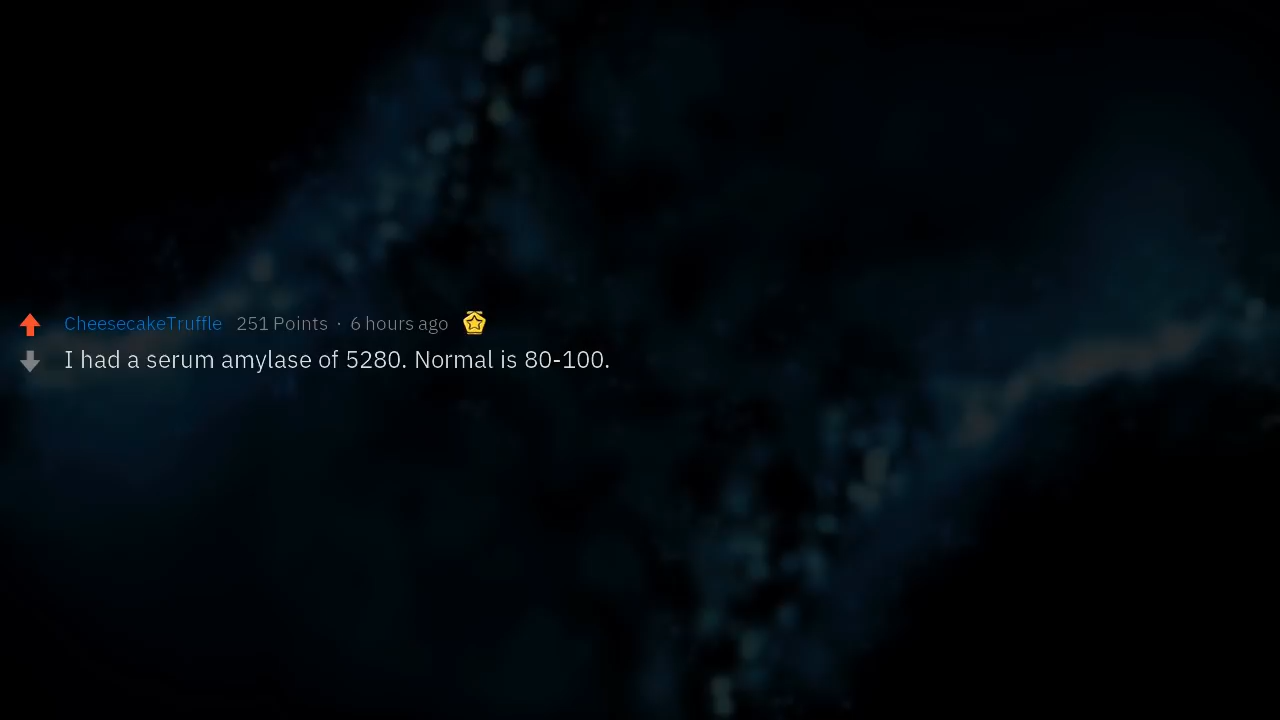 CheesecakeTruffle 251 Points · 6 hours ago
I had a serum amylase of 5280. Normal is 80-100.